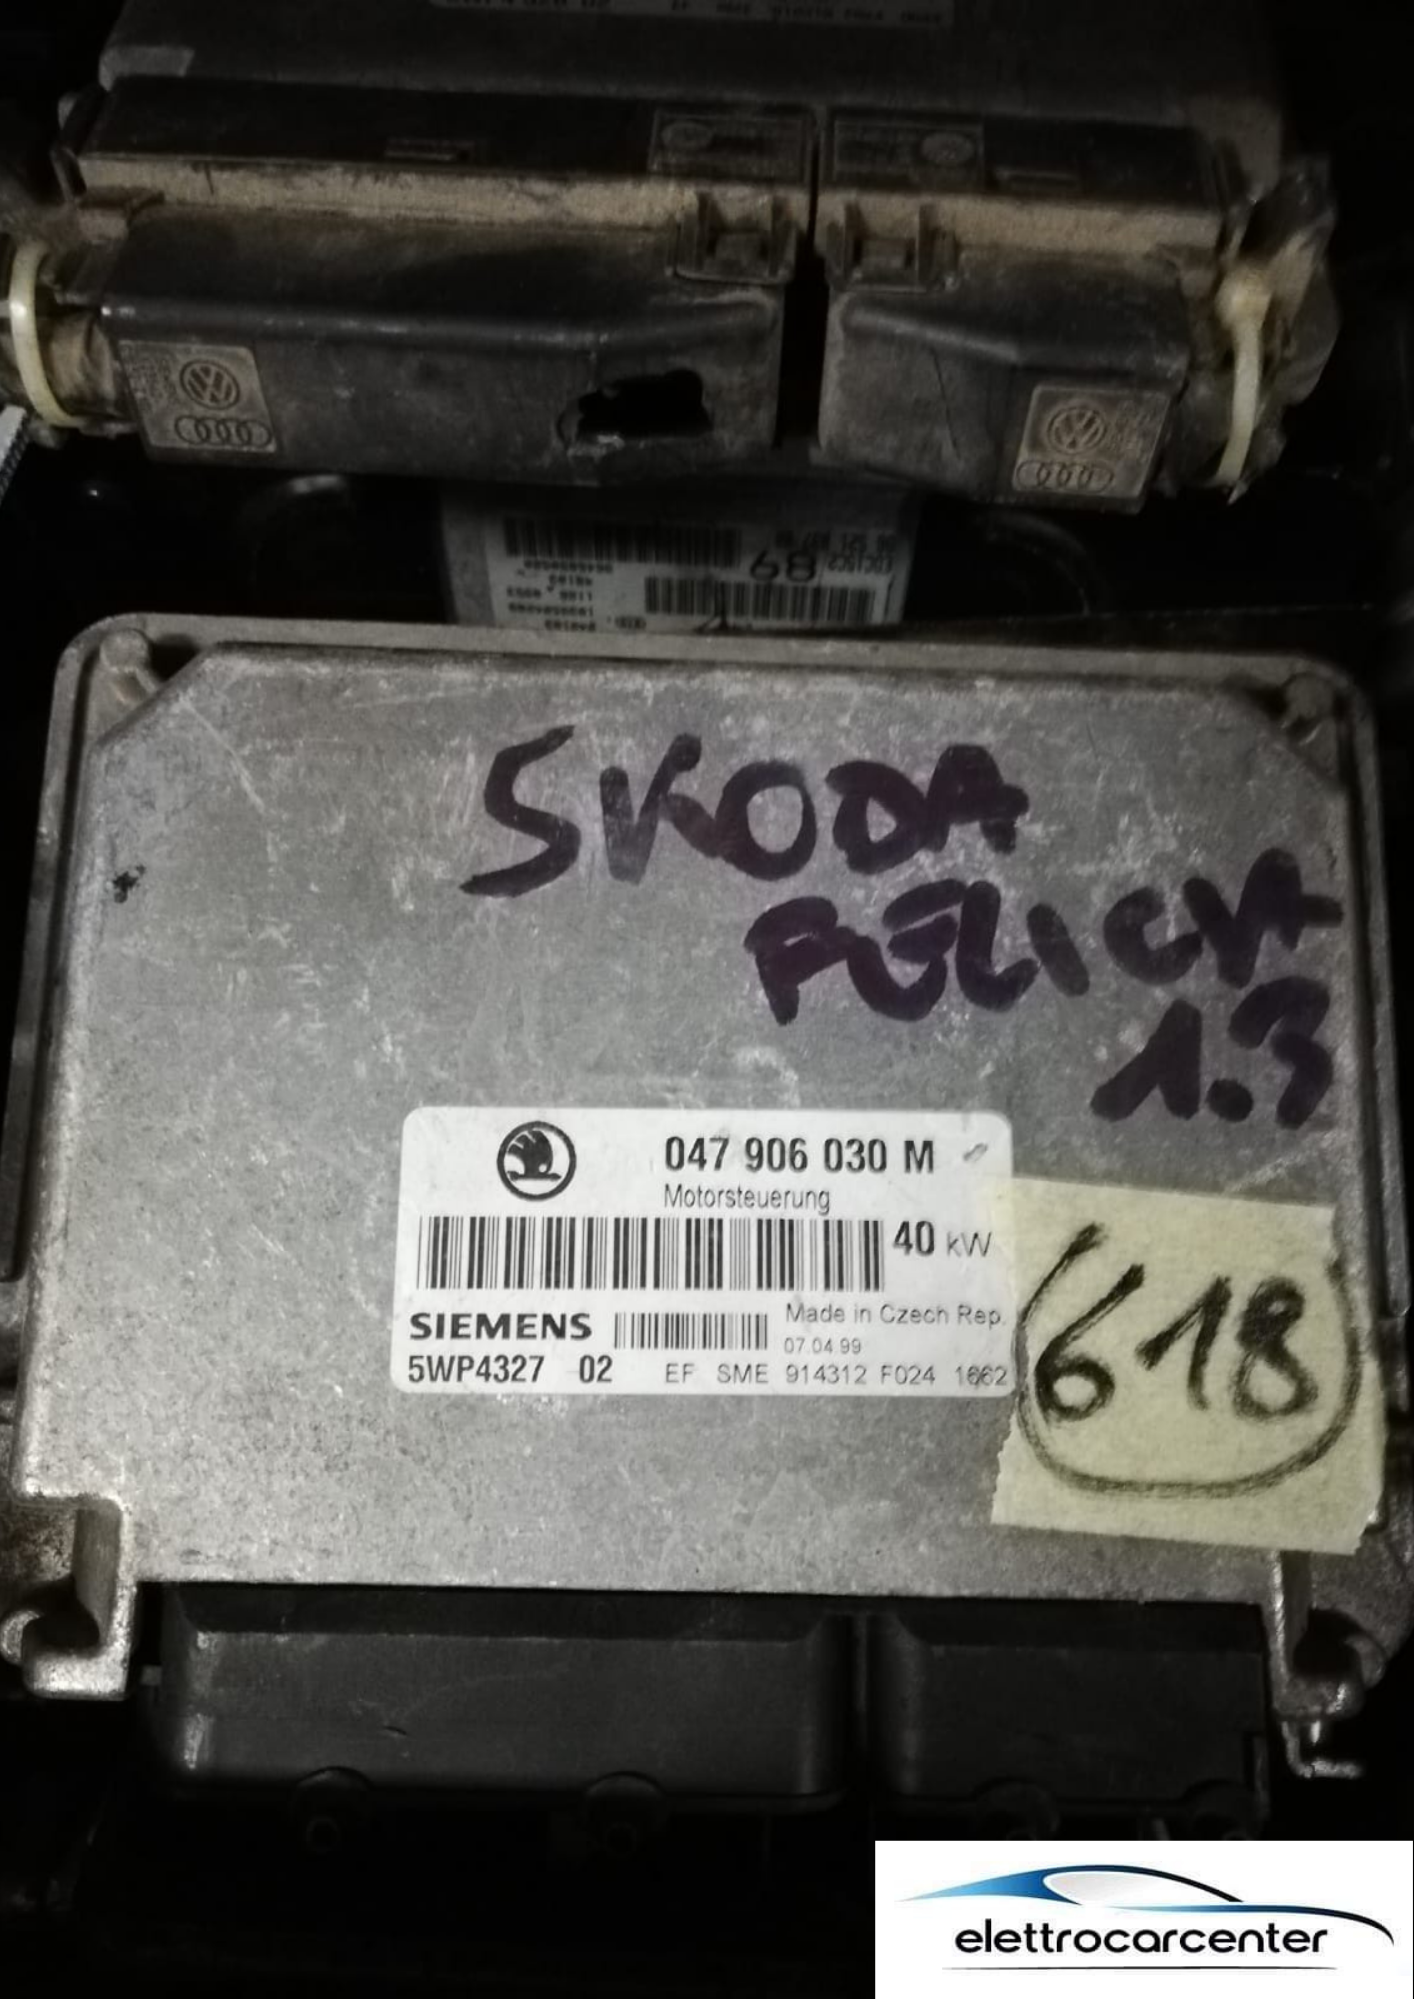 68
SKODA
FELICIA
1.3
047 906 030 M
Motorsteuerung
40 kW
SIEMENS
Made in Czech Rep.
07.04.99
5WP4327 02
EF SME 914312 F024 1662
618
elettrocarcenter